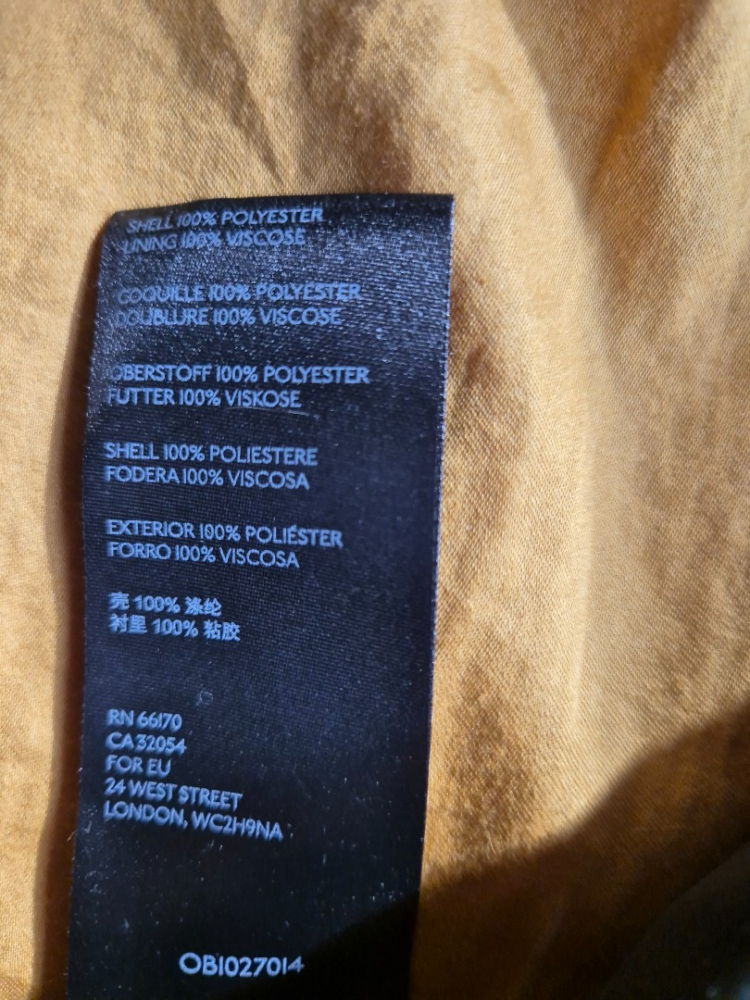 SHELL 100% POLYESTER
LINING 100% VISCOSE
COQUILLE 100% POLYESTER
DOUBLURE 100% VISCOSE
OBERSTOFF 100% POLYESTER
FUTTER 100% VISKOSE
SHELL 100% POLIESTERE
FODERA 100% VISCOSA
EXTERIOR 100% POLIÉSTER
FORRO 100% VISCOSA
壳 100% 涤纶
衬里 100% 粘胶
RN 66170
CA 32054
FOR EU
24 WEST STREET
LONDON, WC2H9NA
OB1027014